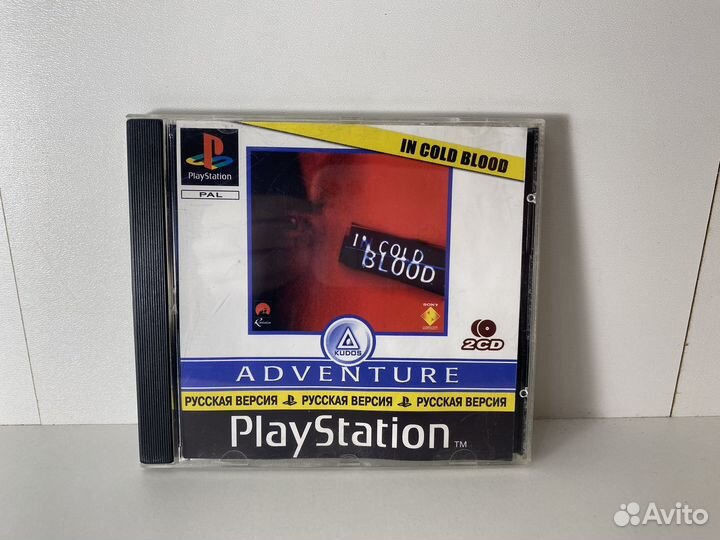 IN COLD BLOOD
PlayStation
PAL
IN COLD
BLOOD
SONY
KUDOS
2CD
ADVENTURE
РУССКАЯ ВЕРСИЯ РУССКАЯ ВЕРСИЯ РУССКАЯ ВЕРСИЯ
PlayStation™
Avito